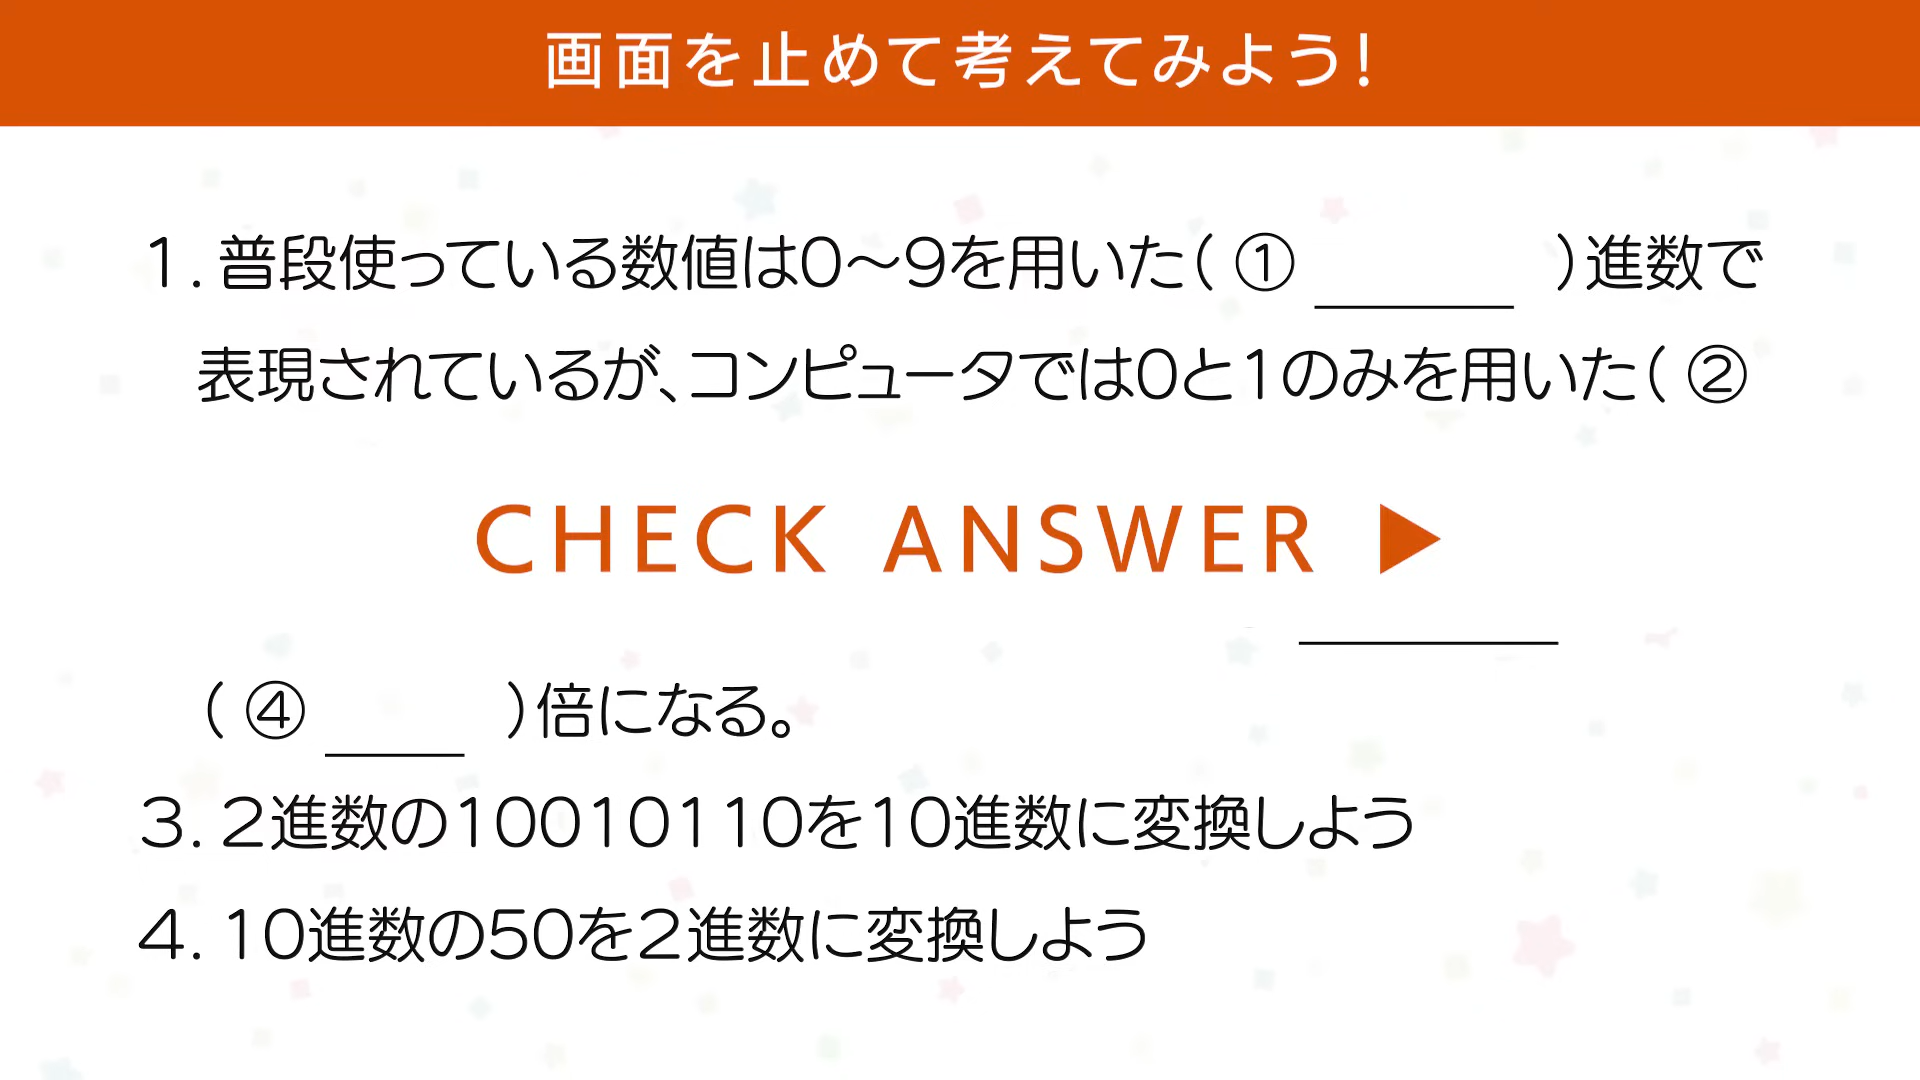 画面を止めて考えてみよう!
1.普段使っている数値は0〜9を用いた( ① )進数で
表現されているが、コンピュータでは0と1のみを用いた( ②
CHECK ANSWER ▶
( ④ )倍になる。
3.2進数の10010110を10進数に変換しよう
4.10進数の50を2進数に変換しよう